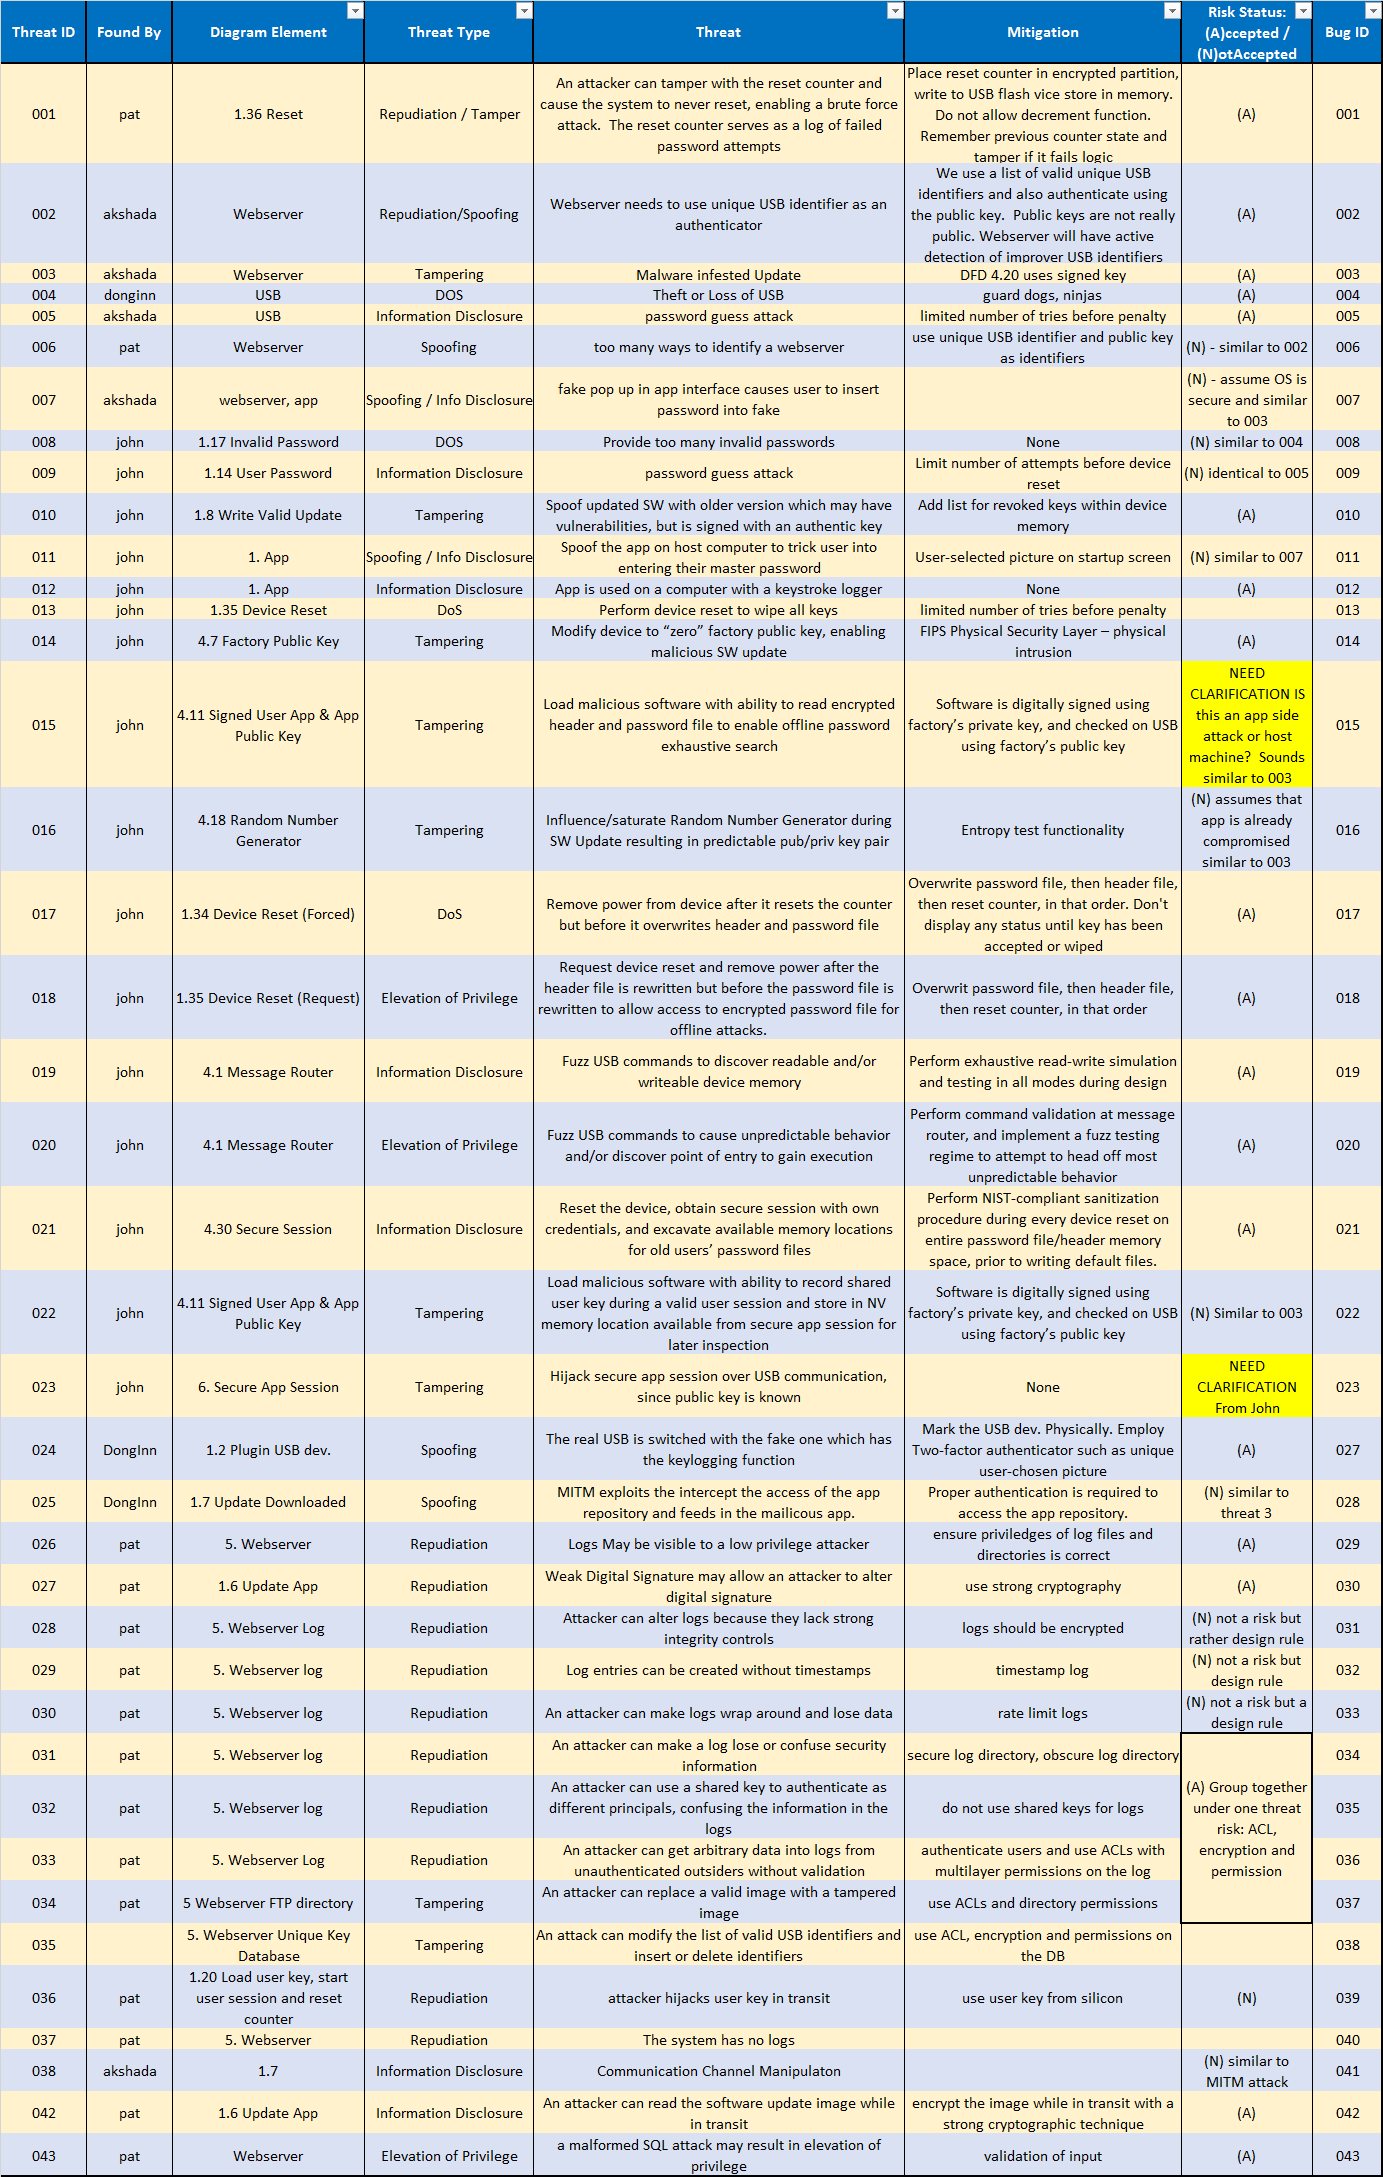 Threat ID
Found By
Diagram Element
Threat Type
Threat
Mitigation
Risk Status:
(A)ccepted /
(N)otAccepted
Bug ID
001
pat
1.36 Reset
Repudiation / Tamper
An attacker can tamper with the reset counter and
cause the system to never reset, enabling a brute force
attack.  The reset counter serves as a log of failed
password attempts
Place reset counter in encrypted partition,
write to USB flash vice store in memory.
Do not allow decrement function.
Remember previous counter state and
tamper if it fails logic
(A)
001
002
akshada
Webserver
Repudiation/Spoofing
Webserver needs to use unique USB identifier as an
authenticator
We use a list of valid unique USB
identifiers and also authenticate using
the public key.  Public keys are not really
public. Webserver will have active
detection of improver USB identifiers
(A)
002
003
akshada
Webserver
Tampering
Malware infested Update
DFD 4.20 uses signed key
(A)
003
004
donginn
USB
DOS
Theft or Loss of USB
guard dogs, ninjas
(A)
004
005
akshada
USB
Information Disclosure
password guess attack
limited number of tries before penalty
(A)
005
006
pat
Webserver
Spoofing
too many ways to identify a webserver
use unique USB identifier and public key
as identifiers
(N) - similar to 002
006
007
akshada
webserver, app
Spoofing / Info Disclosure
fake pop up in app interface causes user to insert
password into fake
(N) - assume OS is
secure and similar
to 003
007
008
john
1.17 Invalid Password
DOS
Provide too many invalid passwords
None
(N) similar to 004
008
009
john
1.14 User Password
Information Disclosure
password guess attack
Limit number of attempts before device
reset
(N) identical to 005
009
010
john
1.8 Write Valid Update
Tampering
Spoof updated SW with older version which may have
vulnerabilities, but is signed with an authentic key
Add list for revoked keys within device
memory
(A)
010
011
john
1. App
Spoofing / Info Disclosure
Spoof the app on host computer to trick user into
entering their master password
User-selected picture on startup screen
(N) similar to 007
011
012
john
1. App
Information Disclosure
App is used on a computer with a keystroke logger
None
(A)
012
013
john
1.35 Device Reset
DoS
Perform device reset to wipe all keys
limited number of tries before penalty
013
014
john
4.7 Factory Public Key
Tampering
Modify device to “zero” factory public key, enabling
malicious SW update
FIPS Physical Security Layer – physical
intrusion
(A)
014
015
john
4.11 Signed User App & App
Public Key
Tampering
Load malicious software with ability to read encrypted
header and password file to enable offline password
exhaustive search
Software is digitally signed using
factory’s private key, and checked on USB
using factory’s public key
NEED
CLARIFICATION IS
this an app side
attack or host
machine?  Sounds
similar to 003
015
016
john
4.18 Random Number
Generator
Tampering
Influence/saturate Random Number Generator during
SW Update resulting in predictable pub/priv key pair
Entropy test functionality
(N) assumes that
app is already
compromised
similar to 003
016
017
john
1.34 Device Reset (Forced)
DoS
Remove power from device after it resets the counter
but before it overwrites header and password file
Overwrite password file, then header file,
then reset counter, in that order. Don't
display any status until key has been
accepted or wiped
(A)
017
018
john
1.35 Device Reset (Request)
Elevation of Privilege
Request device reset and remove power after the
header file is rewritten but before the password file is
rewritten to allow access to encrypted password file for
offline attacks.
Overwrit password file, then header file,
then reset counter, in that order
(A)
018
019
john
4.1 Message Router
Information Disclosure
Fuzz USB commands to discover readable and/or
writeable device memory
Perform exhaustive read-write simulation
and testing in all modes during design
(A)
019
020
john
4.1 Message Router
Elevation of Privilege
Fuzz USB commands to cause unpredictable behavior
and/or discover point of entry to gain execution
Perform command validation at message
router, and implement a fuzz testing
regime to attempt to head off most
unpredictable behavior
(A)
020
021
john
4.30 Secure Session
Information Disclosure
Reset the device, obtain secure session with own
credentials, and excavate available memory locations
for old users’ password files
Perform NIST-compliant sanitization
procedure during every device reset on
entire password file/header memory
space, prior to writing default files.
(A)
021
022
john
4.11 Signed User App & App
Public Key
Tampering
Load malicious software with ability to record shared
user key during a valid user session and store in NV
memory location available from secure app session for
later inspection
Software is digitally signed using
factory’s private key, and checked on USB
using factory’s public key
(N) Similar to 003
022
023
john
6. Secure App Session
Tampering
Hijack secure app session over USB communication,
since public key is known
None
NEED
CLARIFICATION
From John
023
024
DongInn
1.2 Plugin USB dev.
Spoofing
The real USB is switched with the fake one which has
the keylogging function
Mark the USB dev. Physically. Employ
Two-factor authenticator such as unique
user-chosen picture
(A)
027
025
DongInn
1.7 Update Downloaded
Spoofing
MITM exploits the intercept the access of the app
repository and feeds in the mailicous app.
Proper authentication is required to
access the app repository.
(N) similar to
threat 3
028
026
pat
5. Webserver
Repudiation
Logs May be visible to a low privilege attacker
ensure priviledges of log files and
directories is correct
(A)
029
027
pat
1.6 Update App
Repudiation
Weak Digital Signature may allow an attacker to alter
digital signature
use strong cryptography
(A)
030
028
pat
5. Webserver Log
Repudiation
Attacker can alter logs because they lack strong
integrity controls
logs should be encrypted
(N) not a risk but
rather design rule
031
029
pat
5. Webserver log
Repudiation
Log entries can be created without timestamps
timestamp log
(N) not a risk but
design rule
032
030
pat
5. Webserver log
Repudiation
An attacker can make logs wrap around and lose data
rate limit logs
(N) not a risk but a
design rule
033
031
pat
5. Webserver log
Repudiation
An attacker can make a log lose or confuse security
information
secure log directory, obscure log directory
(A) Group together
under one threat
risk: ACL,
encryption and
permission
034
032
pat
5. Webserver log
Repudiation
An attacker can use a shared key to authenticate as
different principals, confusing the information in the
logs
do not use shared keys for logs
035
033
pat
5. Webserver Log
Repudiation
An attacker can get arbitrary data into logs from
unauthenticated outsiders without validation
authenticate users and use ACLs with
multilayer permissions on the log
036
034
pat
5 Webserver FTP directory
Tampering
An attacker can replace a valid image with a tampered
image
use ACLs and directory permissions
037
035
5. Webserver Unique Key
Database
Tampering
An attack can modify the list of valid USB identifiers and
insert or delete identifiers
use ACL, encryption and permissions on
the DB
038
036
pat
1.20 Load user key, start
user session and reset
counter
Repudiation
attacker hijacks user key in transit
use user key from silicon
(N)
039
037
pat
5. Webserver
Repudiation
The system has no logs
040
038
akshada
1.7
Information Disclosure
Communication Channel Manipulaton
(N) similar to
MITM attack
041
042
pat
1.6 Update App
Information Disclosure
An attacker can read the software update image while
in transit
encrypt the image while in transit with a
strong cryptographic technique
(A)
042
043
pat
Webserver
Elevation of Privilege
a malformed SQL attack may result in elevation of
privilege
validation of input
(A)
043